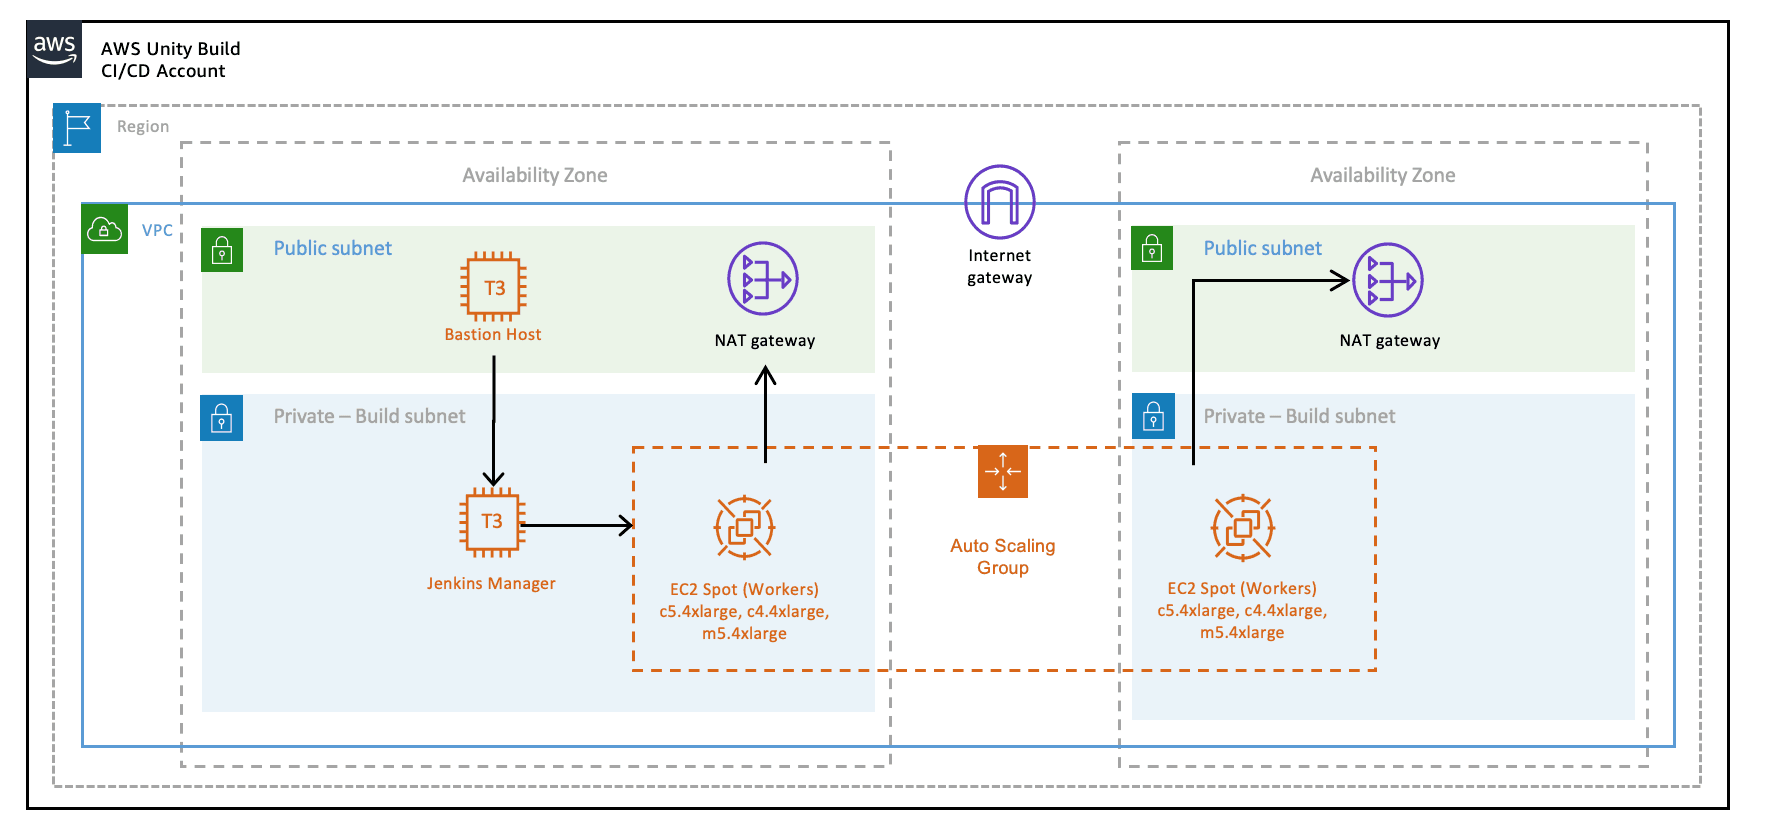 aws
AWS Unity Build
CI/CD Account
Region
Availability Zone
Availability Zone
VPC
Public subnet
T3
Bastion Host
NAT gateway
Internet
gateway
Public subnet
NAT gateway
Private – Build subnet
T3
Jenkins Manager
EC2 Spot (Workers)
c5.4xlarge, c4.4xlarge,
m5.4xlarge
Auto Scaling
Group
Private – Build subnet
EC2 Spot (Workers)
c5.4xlarge, c4.4xlarge,
m5.4xlarge